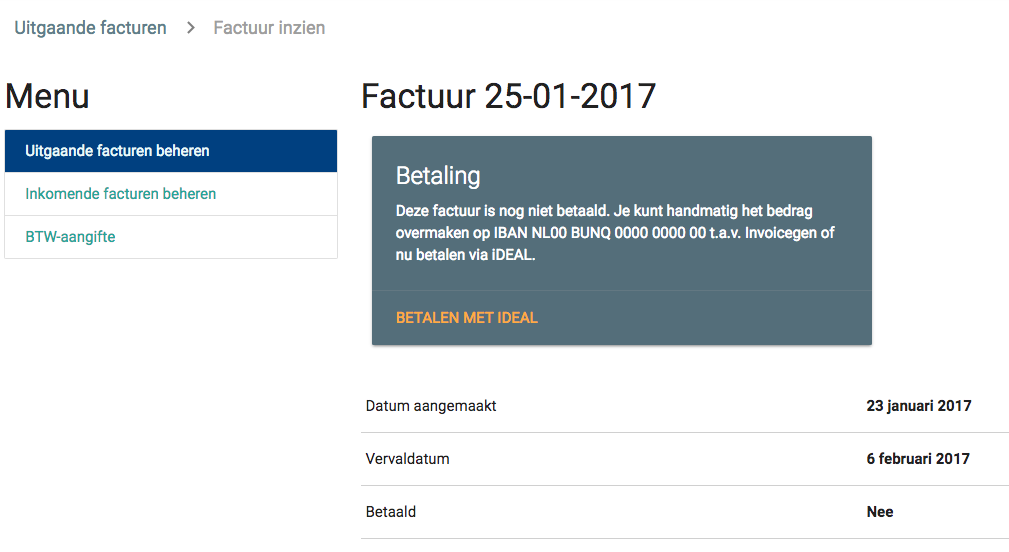 Uitgaande facturen > Factuur inzien
Menu
Uitgaande facturen beheren
Inkomende facturen beheren
BTW-aangifte
Factuur 25-01-2017
Betaling
Deze factuur is nog niet betaald. Je kunt handmatig het bedrag
overmaken op IBAN NL00 BUNQ 0000 0000 00 t.a.v. Invoicegen of
nu betalen via iDEAL.
BETALEN MET IDEAL
Datum aangemaakt 23 januari 2017
Vervaldatum 6 februari 2017
Betaald Nee